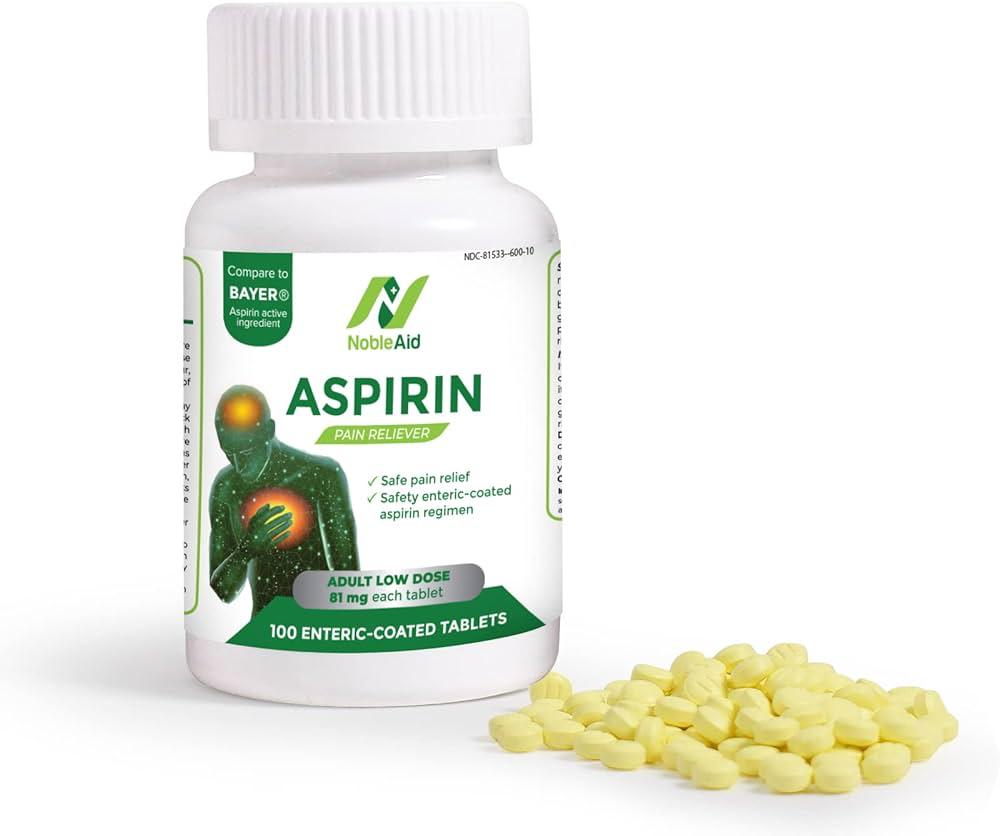 NDC-81533--600-10
Compare to
BAYER®
Aspirin active
ingredient
NobleAid
ASPIRIN
PAIN RELIEVER
✓ Safe pain relief
✓ Safety enteric-coated
aspirin regimen
ADULT LOW DOSE
81 mg each tablet
100 ENTERIC-COATED TABLETS